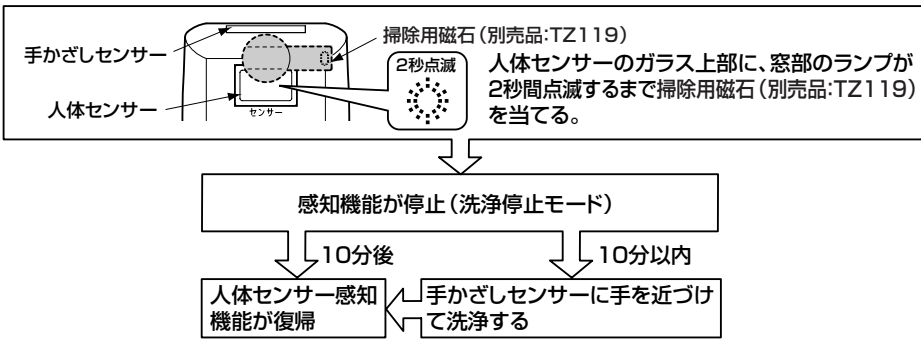 手かざしセンサー
人体センサー
センサー
掃除用磁石（別売品:TZ119）
2秒点滅
人体センサーのガラス上部に、窓部のランプが
2秒間点滅するまで掃除用磁石（別売品:TZ119）
を当てる。
感知機能が停止（洗浄停止モード）
10分後
10分以内
人体センサー感知
機能が復帰
手かざしセンサーに手を近づけ
て洗浄する